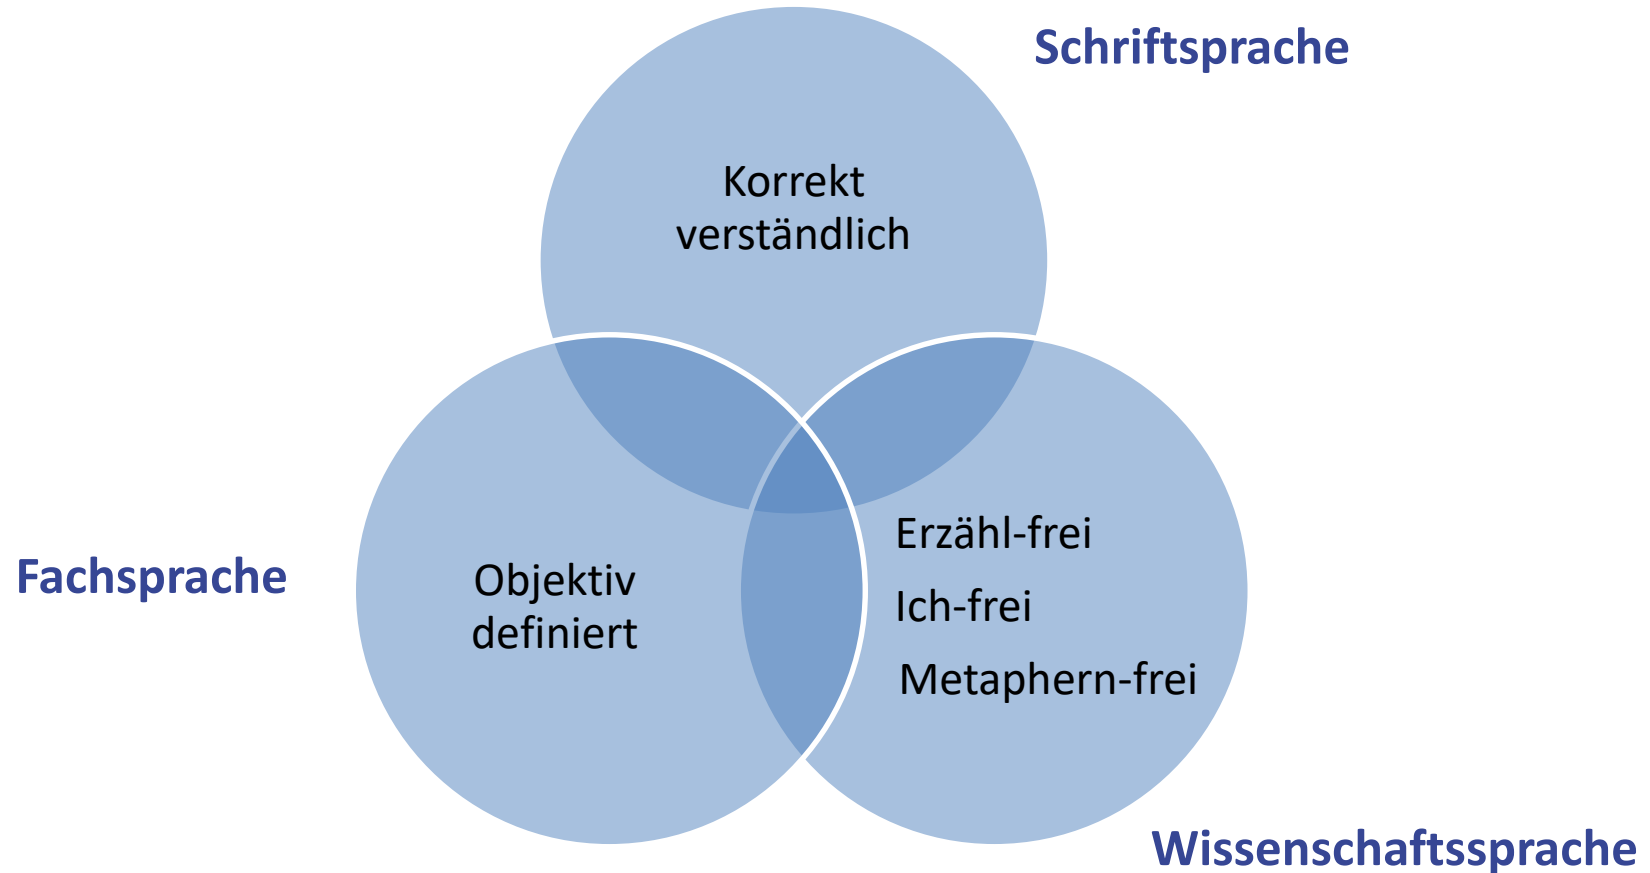 Schriftsprache
Korrekt
verständlich
Fachsprache
Objektiv
definiert
Erzähl-frei
Ich-frei
Metaphern-frei
Wissenschaftssprache